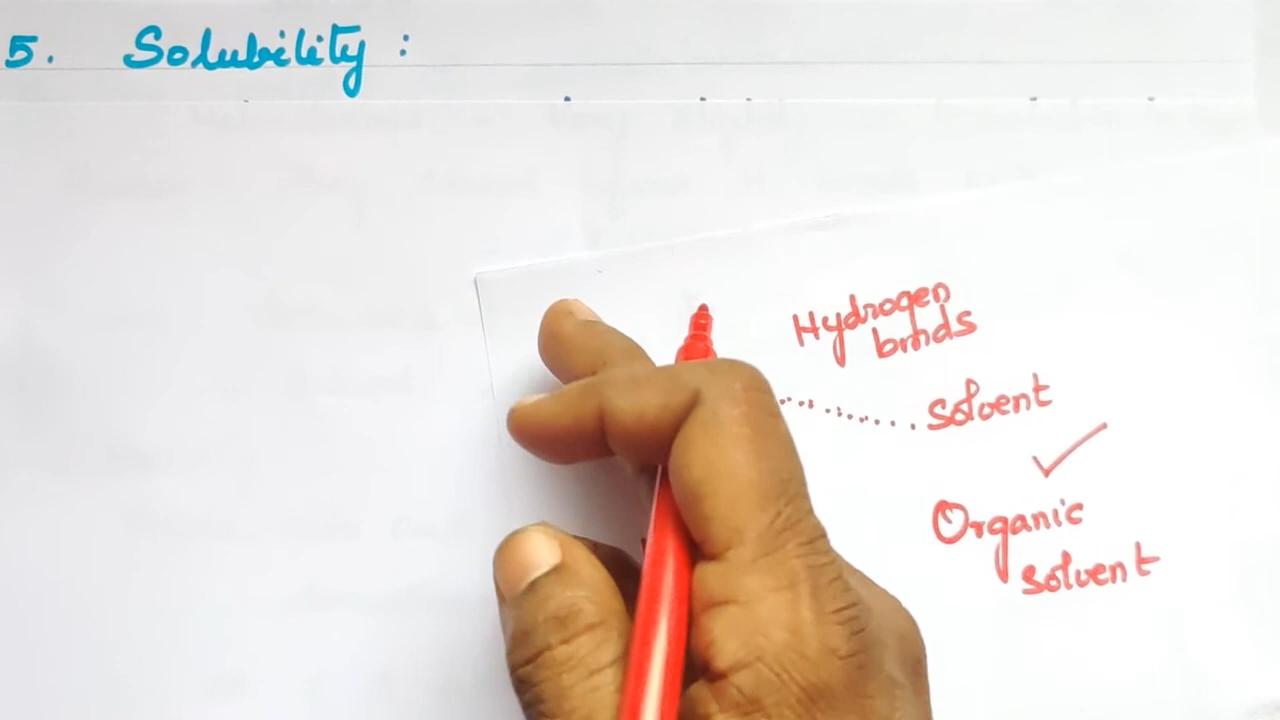 5. Solubility :
Hydrogen
bonds
Solvent
Organic
solvent